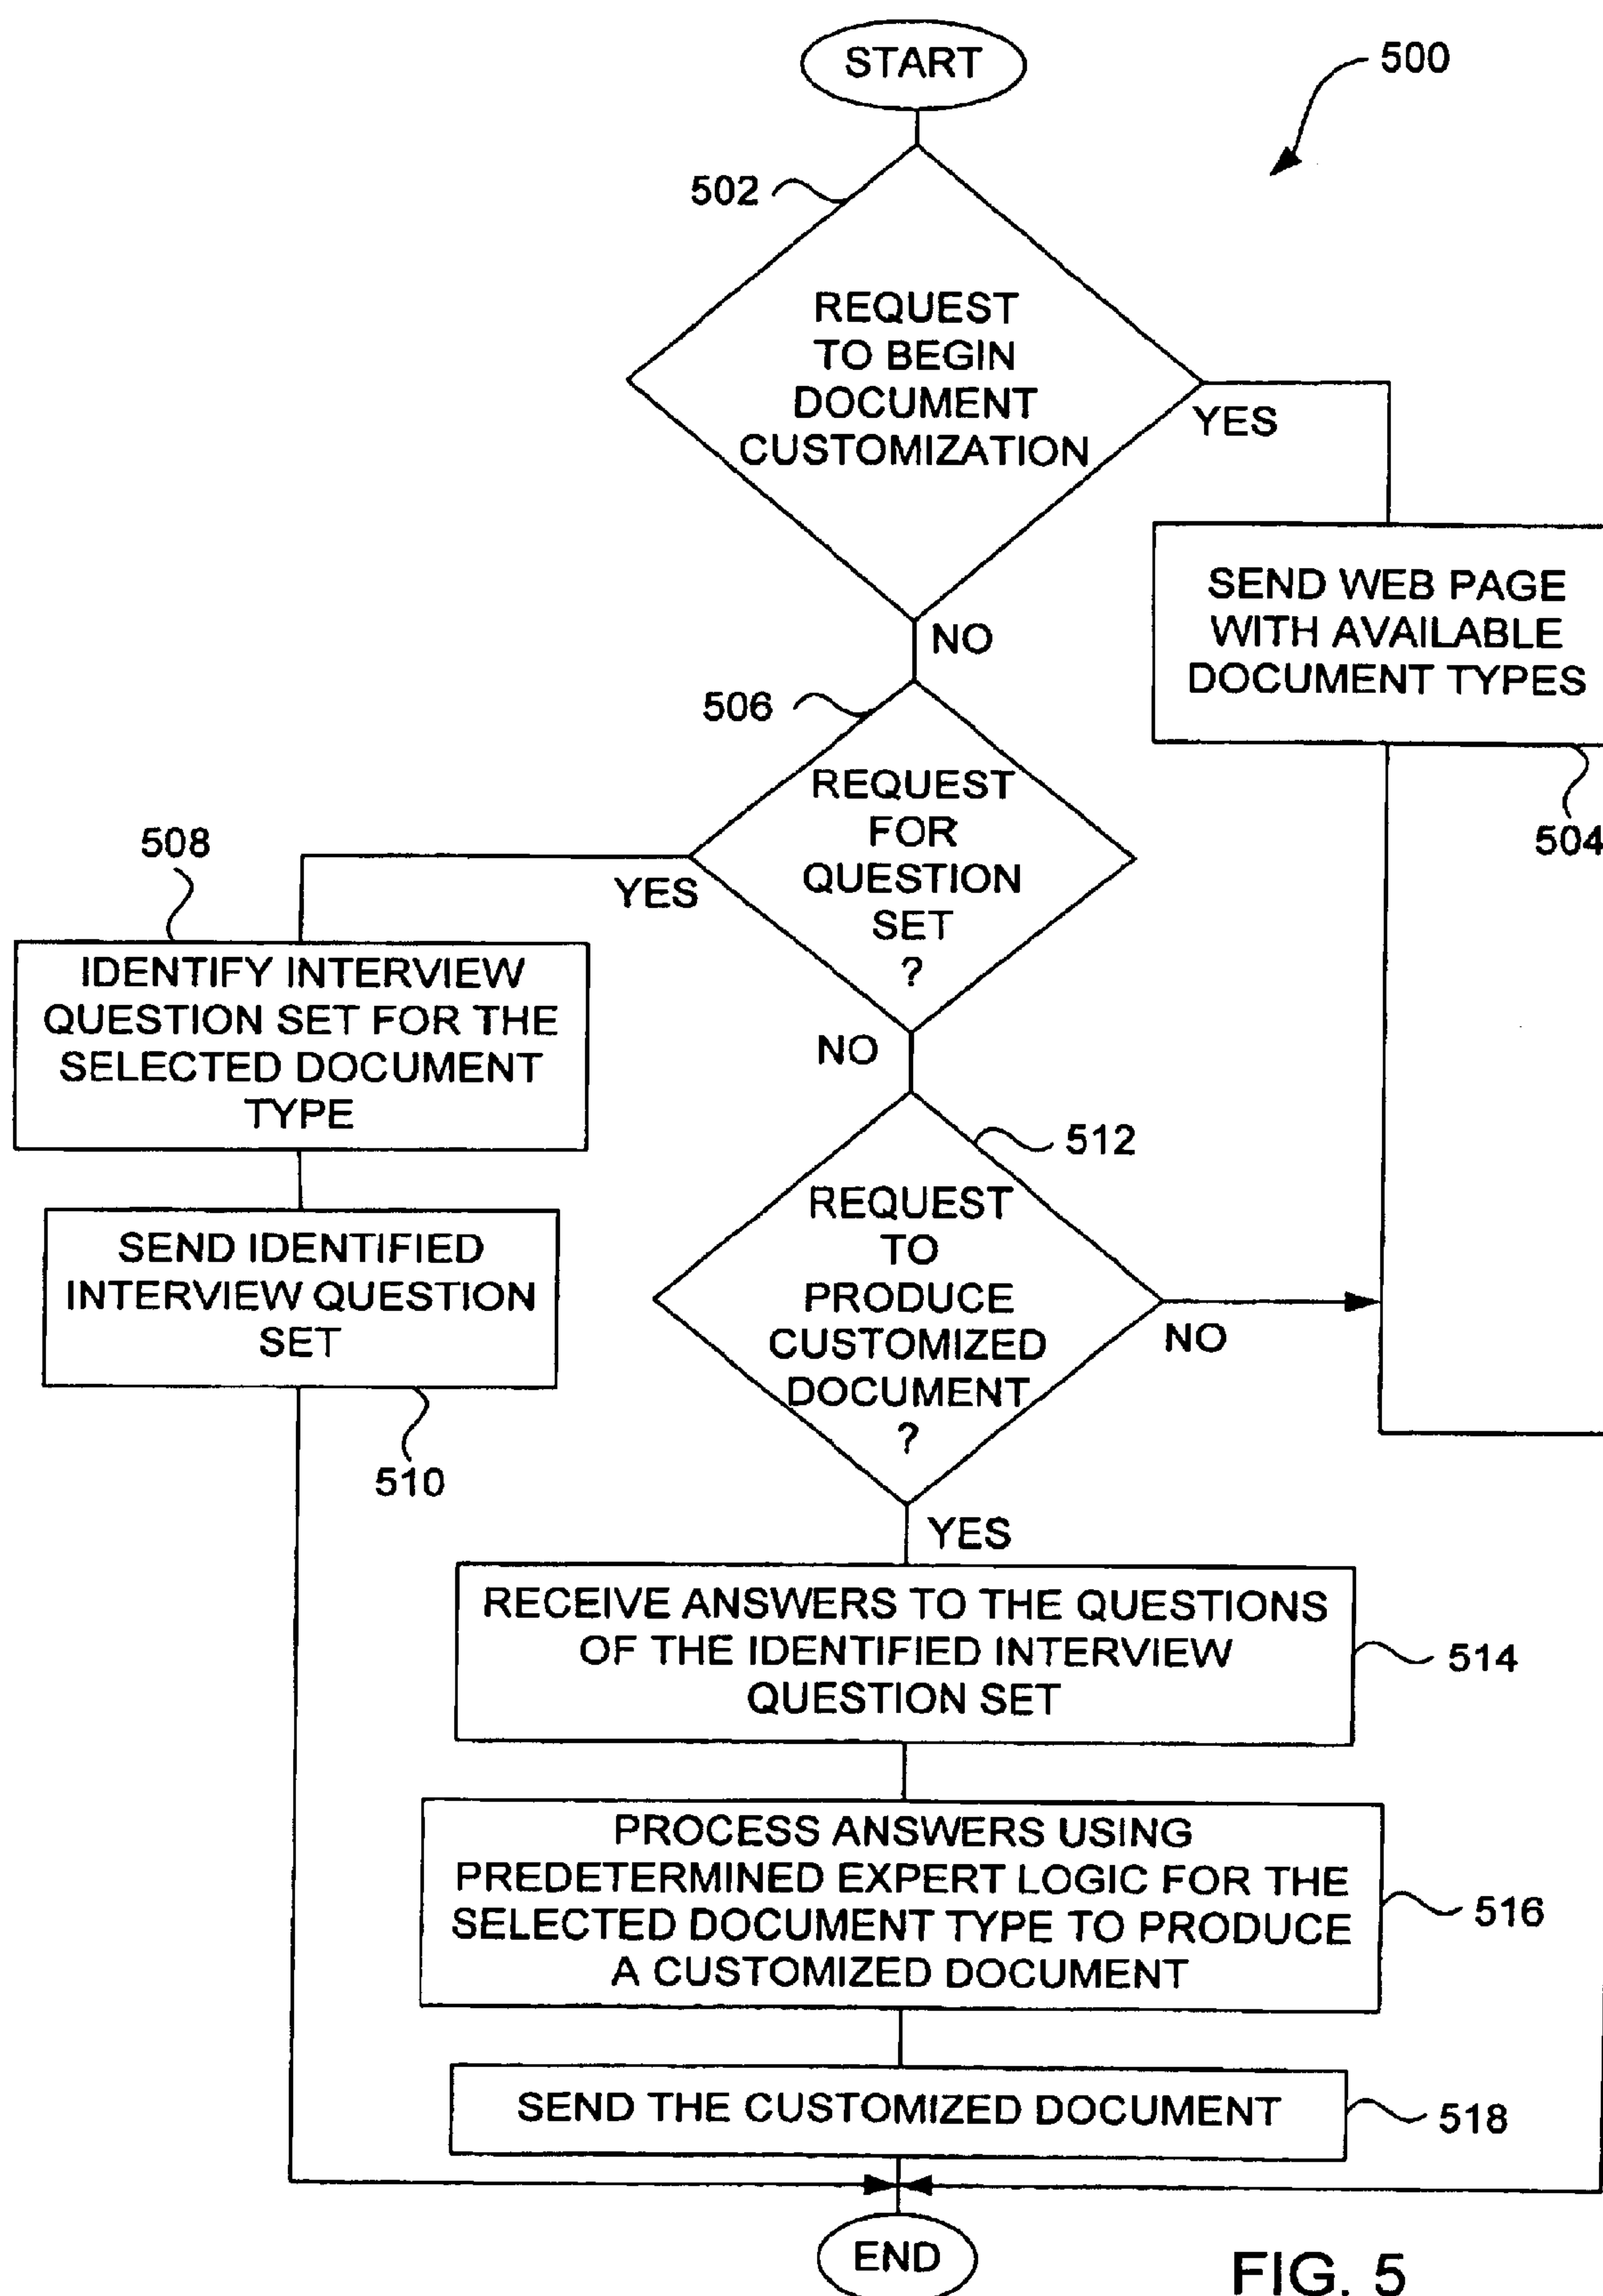 START
500
502
REQUEST
TO BEGIN
DOCUMENT
CUSTOMIZATION
YES
NO
SEND WEB PAGE
WITH AVAILABLE
DOCUMENT TYPES
504
506
REQUEST
FOR
QUESTION
SET
?
YES
NO
508
IDENTIFY INTERVIEW
QUESTION SET FOR THE
SELECTED DOCUMENT
TYPE
SEND IDENTIFIED
INTERVIEW QUESTION
SET
510
512
REQUEST
TO
PRODUCE
CUSTOMIZED
DOCUMENT
?
NO
YES
RECEIVE ANSWERS TO THE QUESTIONS
OF THE IDENTIFIED INTERVIEW
QUESTION SET
514
PROCESS ANSWERS USING
PREDETERMINED EXPERT LOGIC FOR THE
SELECTED DOCUMENT TYPE TO PRODUCE
A CUSTOMIZED DOCUMENT
516
SEND THE CUSTOMIZED DOCUMENT
518
END
FIG. 5